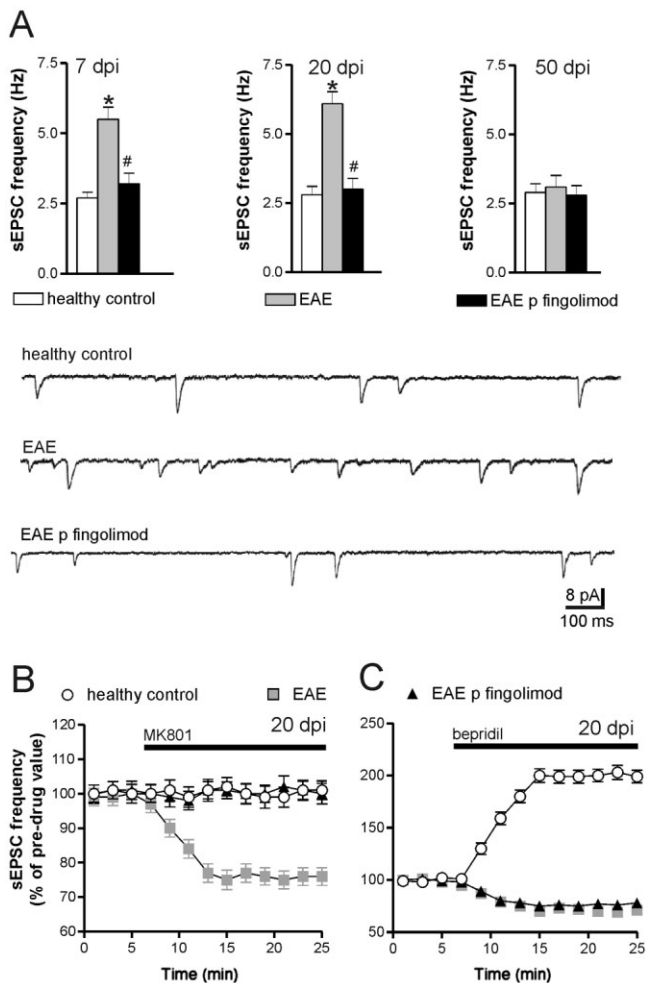 A
7 dpi
20 dpi
50 dpi
sEPSC frequency (Hz)
7.5
5.0
2.5
0.0
*
#
sEPSC frequency (Hz)
7.5
5.0
2.5
0.0
*
#
sEPSC frequency (Hz)
7.5
5.0
2.5
0.0
healthy control
EAE
EAE p fingolimod
healthy control
EAE
EAE p fingolimod
8 pA
100 ms
B
healthy control
EAE
C
EAE p fingolimod
sEPSC frequency
(% of pre-drug value)
120
110
100
90
80
70
60
MK801
20 dpi
0 5 10 15 20 25
Time (min)
250
200
150
100
50
bepridil
20 dpi
0 5 10 15 20 25
Time (min)